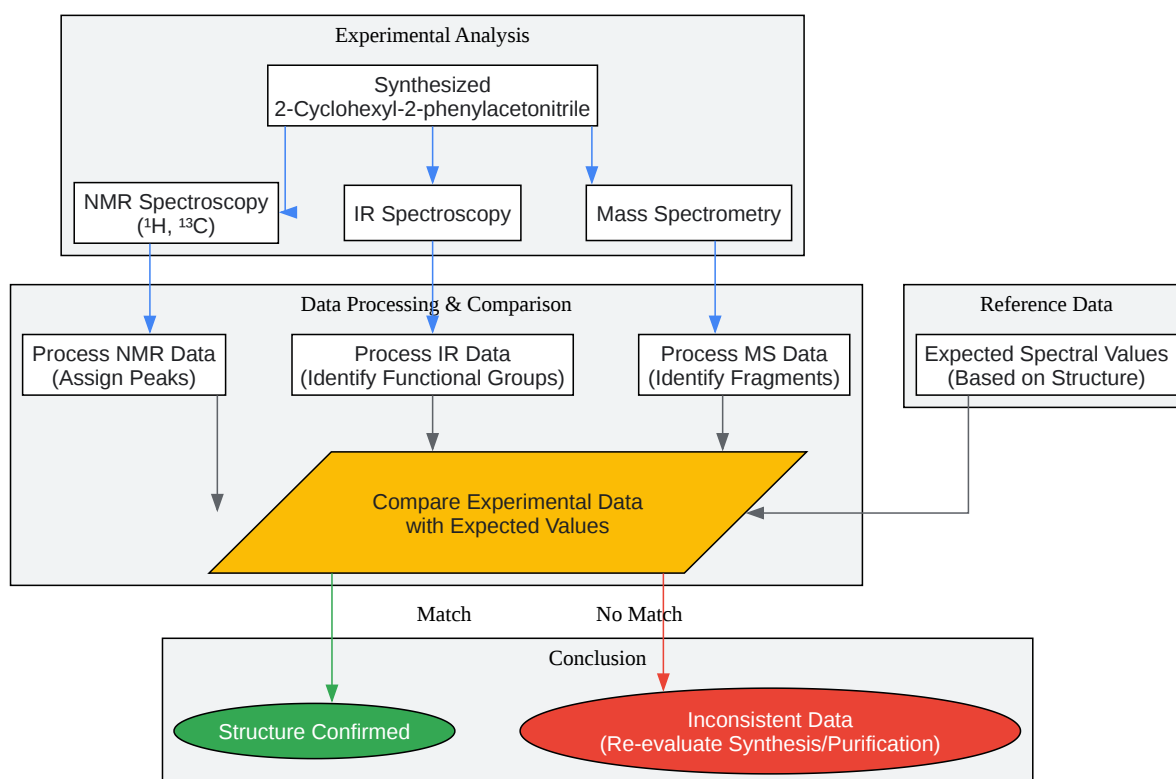 Experimental Analysis
Synthesized
2-Cyclohexyl-2-phenylacetonitrile
NMR Spectroscopy
(¹H, ¹³C)
IR Spectroscopy
Mass Spectrometry
Data Processing & Comparison
Reference Data
Process NMR Data
(Assign Peaks)
Process IR Data
(Identify Functional Groups)
Process MS Data
(Identify Fragments)
Expected Spectral Values
(Based on Structure)
Compare Experimental Data
with Expected Values
Match
No Match
Conclusion
Structure Confirmed
Inconsistent Data
(Re-evaluate Synthesis/Purification)